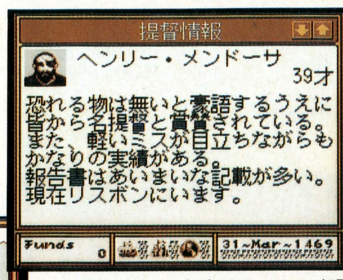 提督情報
ヘンリー・メンドーサ
39才
恐れる物は無いと豪語するうえに
皆から名提督と賞賛されている。
また、軽いミスが目立ちながらも
かなりの実績がある。
報告書はあいまいな記載が多い。
現在リスボンにいます。
Funds
0
31~Mar~1469